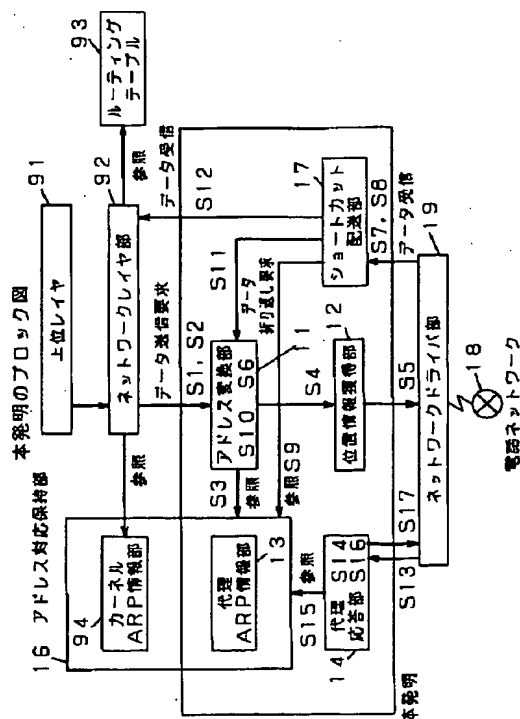 本発明のブロック図
91
上位レイヤ
92
ネットワークレイヤ部
93
ルーティング
テーブル
参照
参照
データ送信要求
データ受信
S12
S1, S2
16 アドレス対応保持部
94
カーネル
ARP情報部
代理
ARP情報部
13
S3
参照
アドレス変換部
S10 S6
11
S11
データ
折り返し要求
参照S9
17
ショートカット
配送部
S7, S8
データ受信
S4
12
位置情報獲得部
S5
参照
S15
代理
応答部
14
S14
S16
S17
S13
本発明
19
ネットワークドライバ部
18
電話ネットワーク